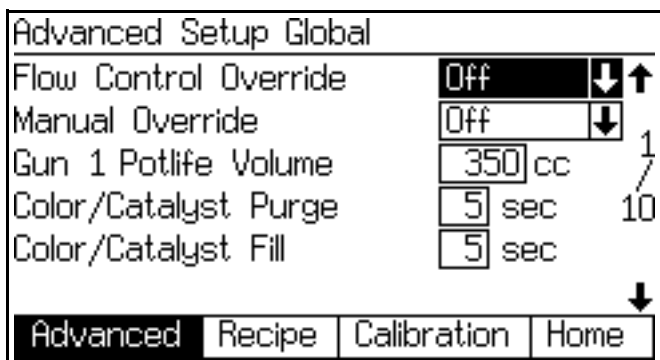 Advanced Setup Global
Flow Control Override Off
Manual Override Off
Gun 1 Potlife Volume 350 cc
Color/Catalyst Purge 5 sec
Color/Catalyst Fill 5 sec
1/10
Advanced Recipe Calibration Home